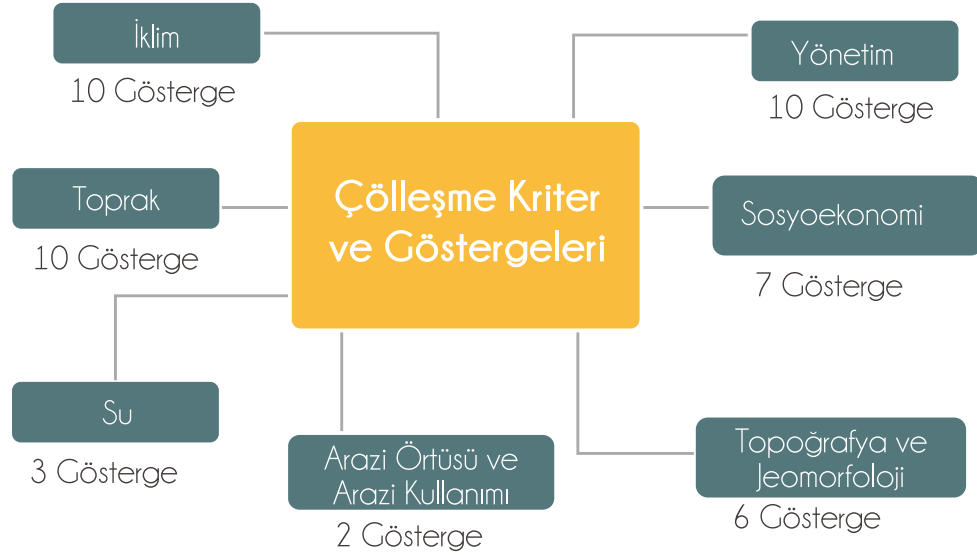 İklim
10 Gösterge
Yönetim
10 Gösterge
Çölleşme Kriter
ve Göstergeleri
Toprak
10 Gösterge
Sosyoekonomi
7 Gösterge
Su
3 Gösterge
Arazi Örtüsü ve
Arazi Kullanımı
2 Gösterge
Topoğrafya ve
Jeomorfoloji
6 Gösterge